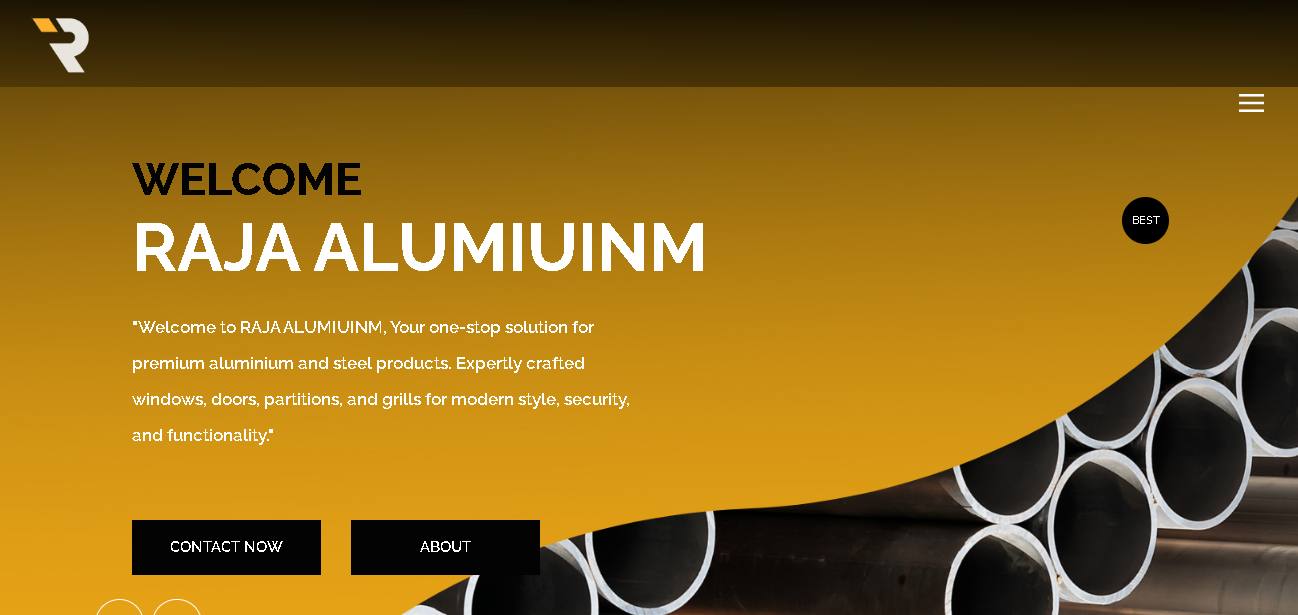 WELCOME
BEST
RAJA ALUMIUINM
"Welcome to RAJA ALUMIUINM, Your one-stop solution for
premium aluminium and steel products. Expertly crafted
windows, doors, partitions, and grills for modern style, security,
and functionality."
CONTACT NOW
ABOUT